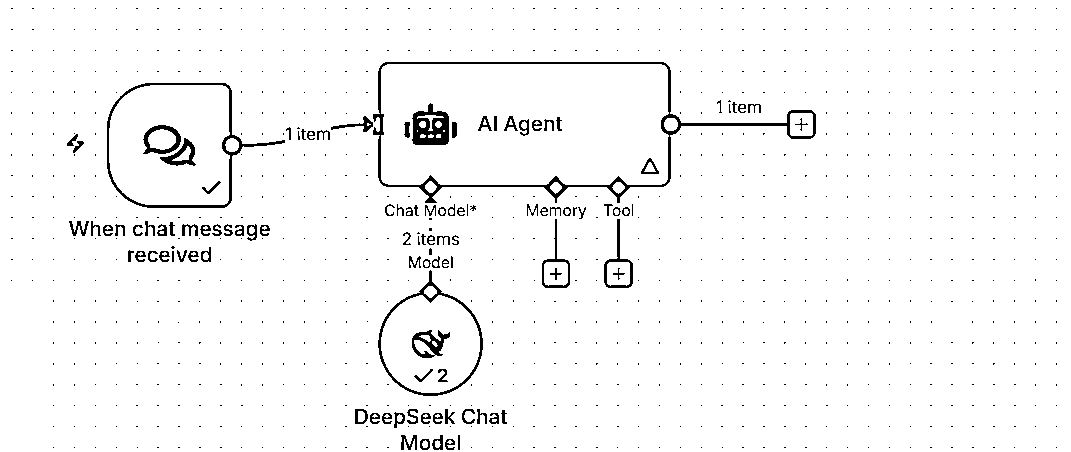 1 item
AI Agent
1 item
When chat message
received
Chat Model*
Memory
Tool
2 items
Model
2
DeepSeek Chat
Model